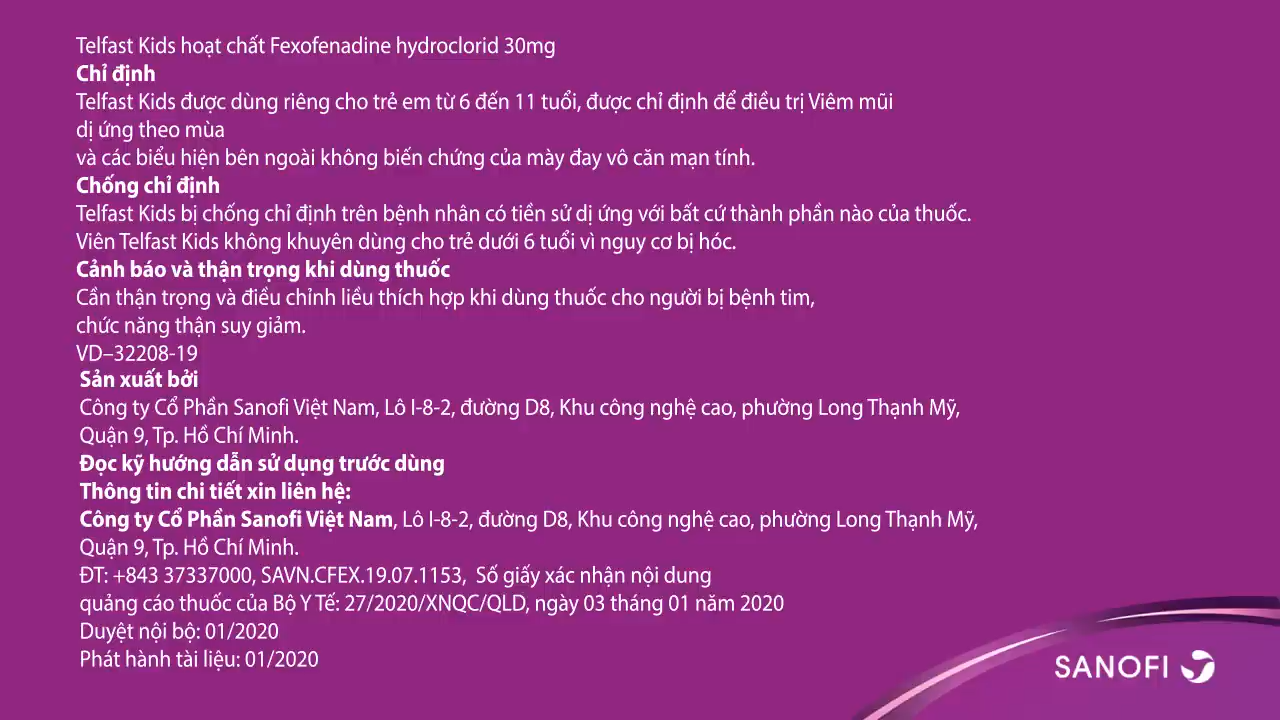 Telfast Kids hoạt chất Fexofenadine hydroclorid 30mg
Chỉ định
Telfast Kids được dùng riêng cho trẻ em từ 6 đến 11 tuổi, được chỉ định để điều trị Viêm mũi
dị ứng theo mùa
và các biểu hiện bên ngoài không biến chứng của mày đay vô căn mạn tính.
Chống chỉ định
Telfast Kids bị chống chỉ định trên bệnh nhân có tiền sử dị ứng với bất cứ thành phần nào của thuốc.
Viên Telfast Kids không khuyên dùng cho trẻ dưới 6 tuổi vì nguy cơ bị hóc.
Cảnh báo và thận trọng khi dùng thuốc
Cần thận trọng và điều chỉnh liều thích hợp khi dùng thuốc cho người bị bệnh tim,
chức năng thận suy giảm.
VD–32208-19
Sản xuất bởi
Công ty Cổ Phần Sanofi Việt Nam, Lô I-8-2, đường D8, Khu công nghệ cao, phường Long Thạnh Mỹ,
Quận 9, Tp. Hồ Chí Minh.
Đọc kỹ hướng dẫn sử dụng trước dùng
Thông tin chi tiết xin liên hệ:
Công ty Cổ Phần Sanofi Việt Nam, Lô I-8-2, đường D8, Khu công nghệ cao, phường Long Thạnh Mỹ,
Quận 9, Tp. Hồ Chí Minh.
ĐT: +843 37337000, SAVN.CFEX.19.07.1153, Số giấy xác nhận nội dung
quảng cáo thuốc của Bộ Y Tế: 27/2020/XNQC/QLD, ngày 03 tháng 01 năm 2020
Duyệt nội bộ: 01/2020
Phát hành tài liệu: 01/2020
SANOFI